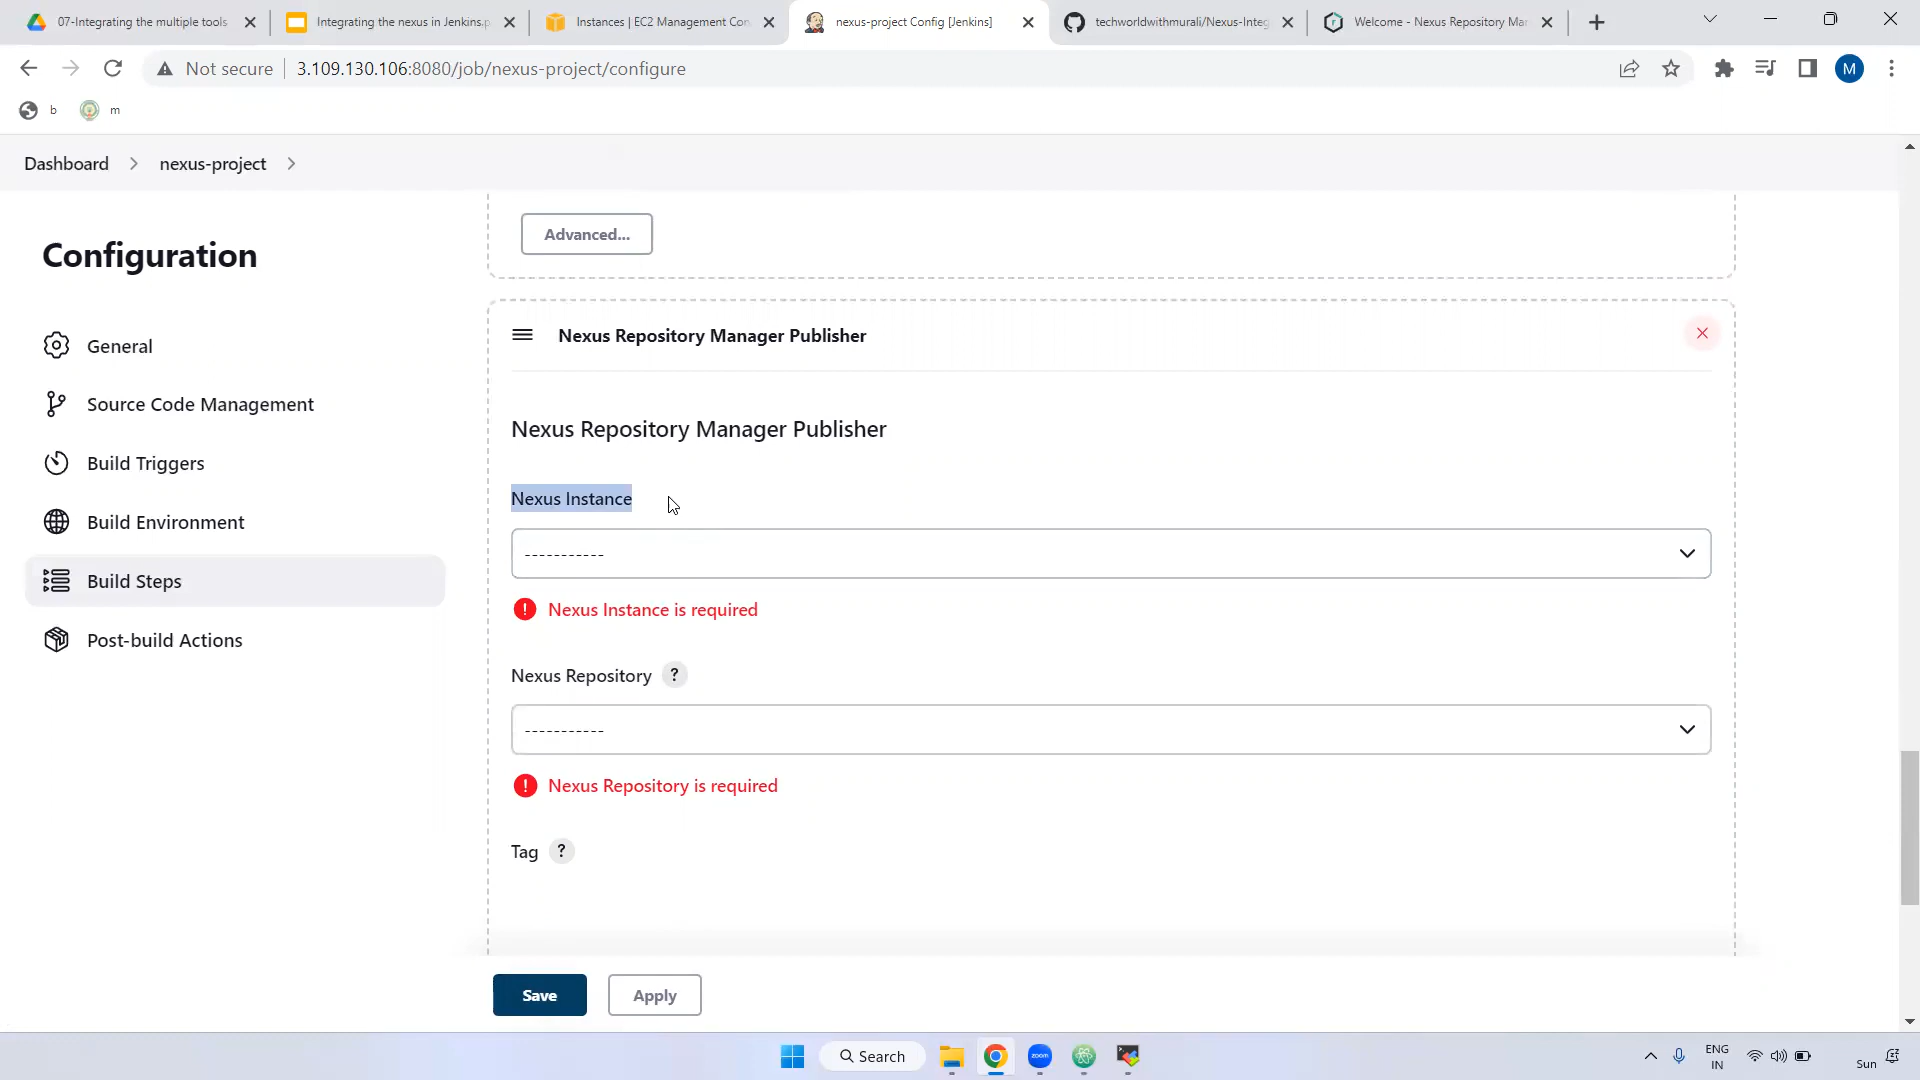 07-Integrating the multiple tools
Integrating the nexus in Jenkins.p
Instances | EC2 Management Con
nexus-project Config [Jenkins]
techworldwithmurali/Nexus-Integ
Welcome - Nexus Repository Man
Not secure
3.109.130.106:8080/job/nexus-project/configure
M
b
m
Dashboard
nexus-project
Configuration
General
Source Code Management
Build Triggers
Build Environment
Build Steps
Post-build Actions
Advanced...
Nexus Repository Manager Publisher
Nexus Repository Manager Publisher
Nexus Instance
-----------
Nexus Instance is required
Nexus Repository ?
-----------
Nexus Repository is required
Tag ?
Save
Apply
Search
zoom
ENG
IN
Sun